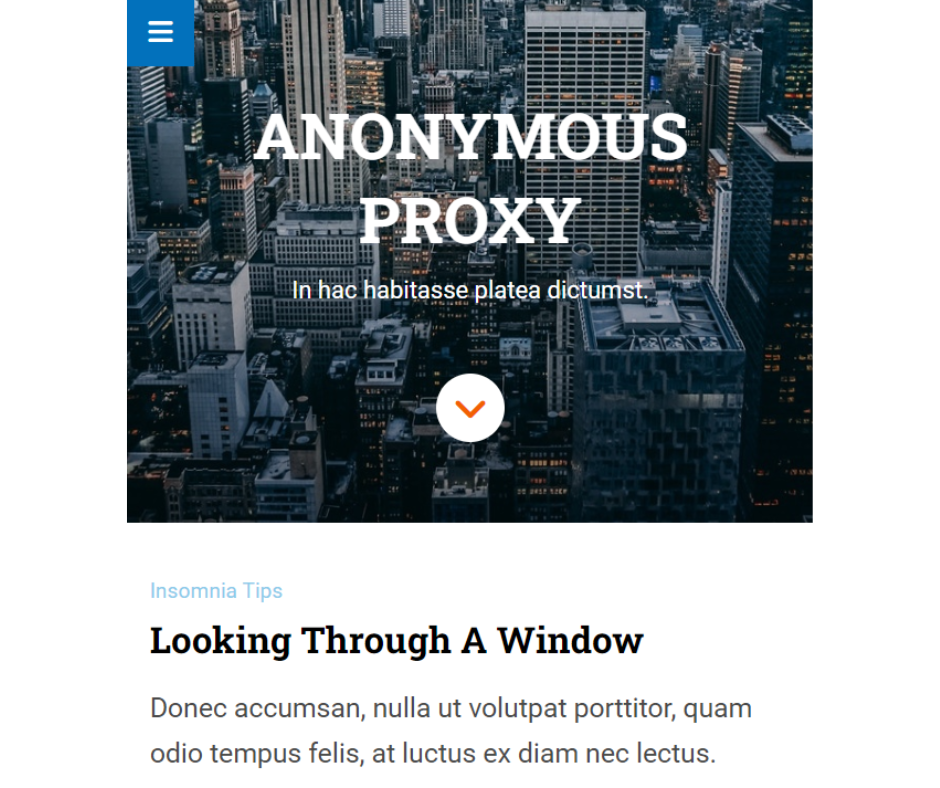 ANONYMOUS
PROXY
In hac habitasse platea dictumst.
Insomnia Tips
Looking Through A Window
Donec accumsan, nulla ut volutpat porttitor, quam
odio tempus felis, at luctus ex diam nec lectus.